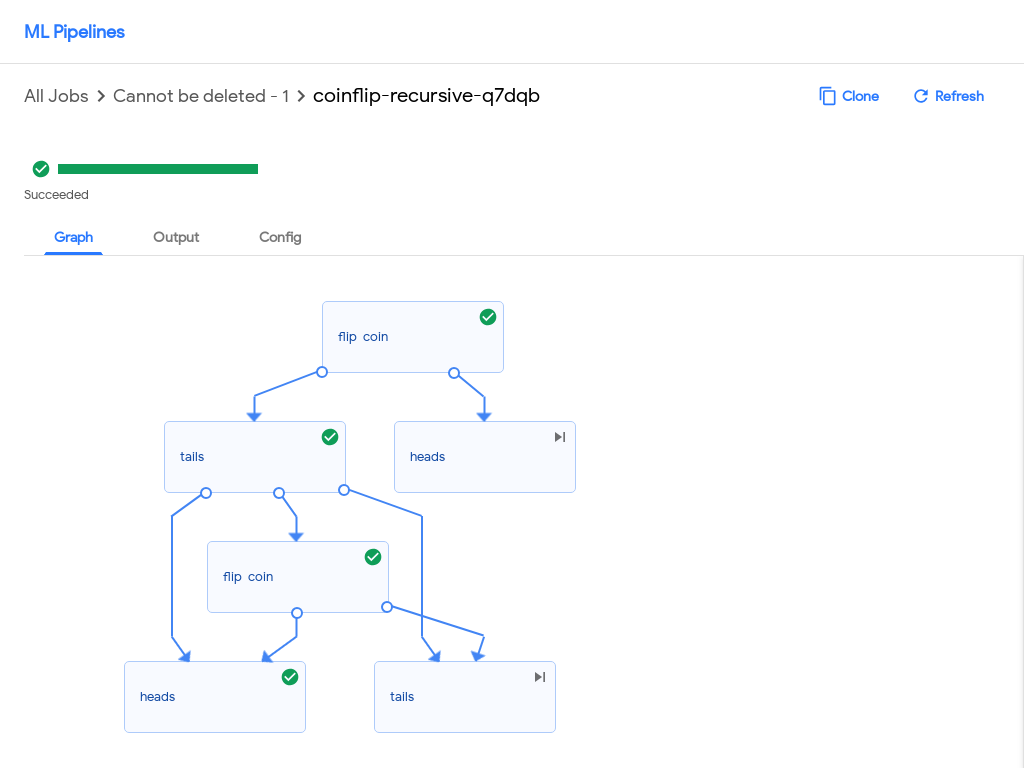 ML Pipelines
All Jobs > Cannot be deleted - 1 > coinflip-recursive-q7dqb
Clone
Refresh
Succeeded
Graph
Output
Config
flip coin
tails
heads
flip coin
heads
tails